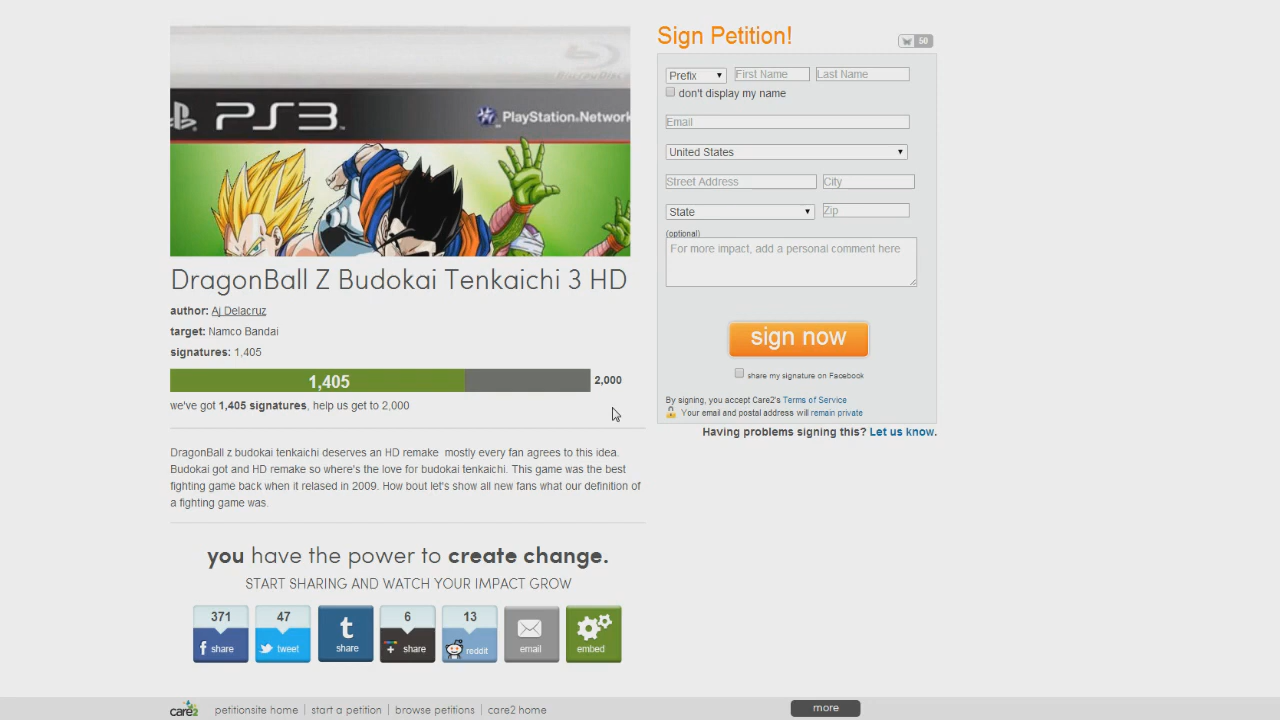 Blu-ray Disc
PS3
PlayStation®Network
DragonBall Z Budokai Tenkaichi 3 HD
author: Aj Delacruz
target: Namco Bandai
signatures: 1,405
1,405
2,000
we've got 1,405 signatures, help us get to 2,000
DragonBall z budokai tenkaichi deserves an HD remake mostly every fan agrees to this idea.
Budokai got and HD remake so where's the love for budokai tenkaichi. This game was the best
fighting game back when it relased in 2009. How bout let's show all new fans what our definition of
a fighting game was.
you have the power to create change.
START SHARING AND WATCH YOUR IMPACT GROW
371
f share
47
tweet
t
share
6
+ share
13
reddit
email
embed
Sign Petition!
50
Prefix
First Name
Last Name
don't display my name
Email
United States
Street Address
City
State
Zip
(optional)
For more impact, add a personal comment here
sign now
share my signature on Facebook
By signing, you accept Care2's Terms of Service
Your email and postal address will remain private
Having problems signing this? Let us know.
care2
petitionsite home
start a petition
browse petitions
care2 home
more